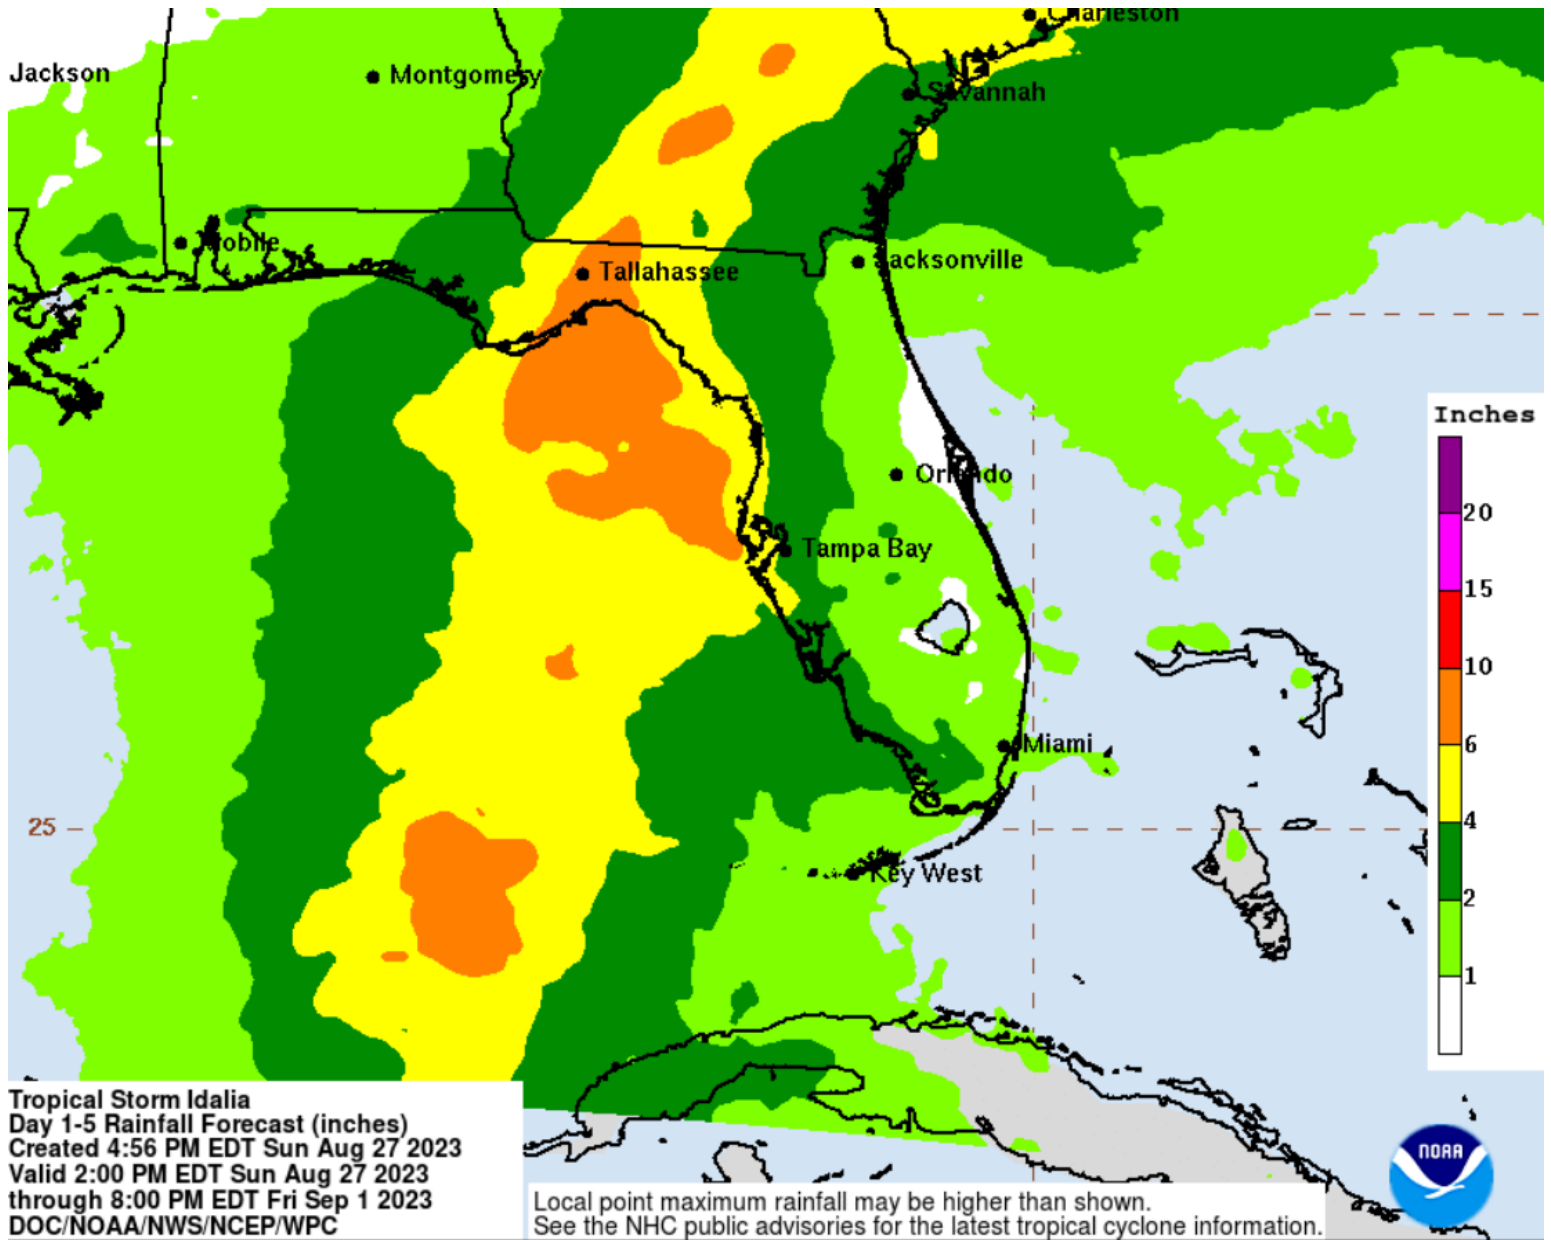 Charleston
Jackson
Montgomery
Savannah
Mobile
Jacksonville
Tallahassee
Inches
Orlando
20
Tampa Bay
15
10
6
Miami
4
25
Key West
2
1
Tropical Storm Idalia
Day 1-5 Rainfall Forecast (inches)
Created 4:56 PM EDT Sun Aug 27 2023
Valid 2:00 PM EDT Sun Aug 27 2023
through 8:00 PM EDT Fri Sep 1 2023
DOC/NOAA/NWS/NCEP/WPC
NOAA
Local point maximum rainfall may be higher than shown.
See the NHC public advisories for the latest tropical cyclone information.